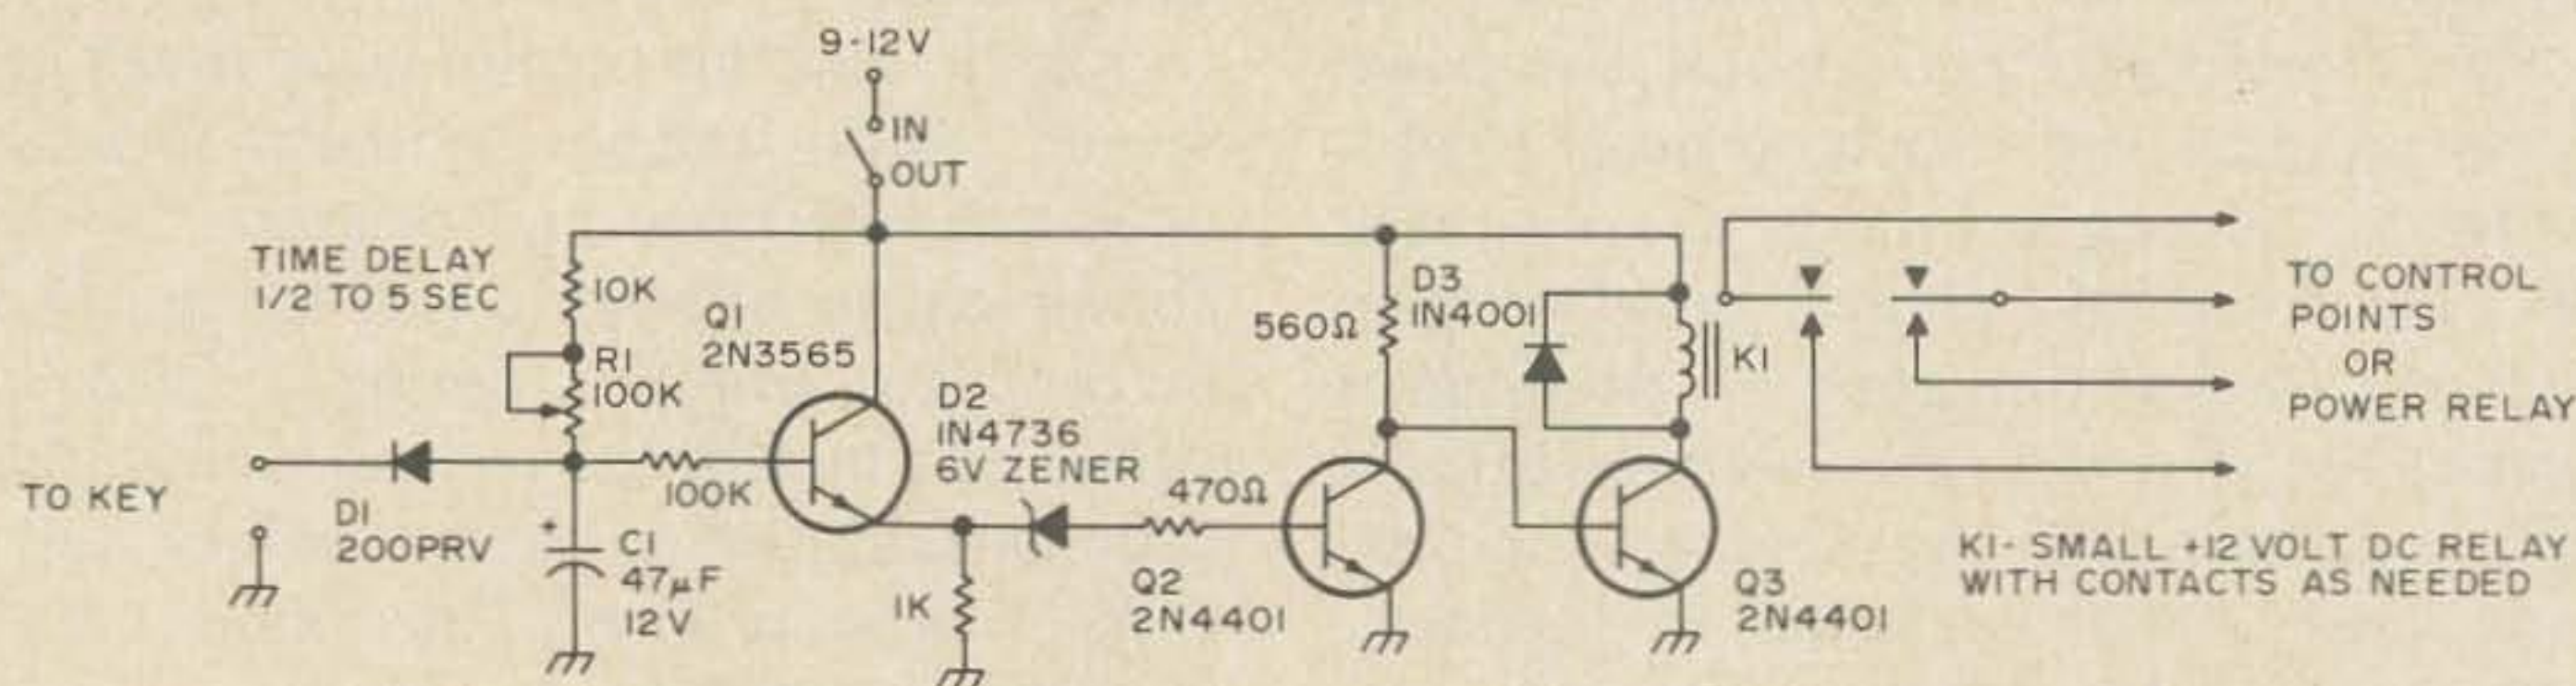 9-12V
IN
OUT
TIME DELAY
1/2 TO 5 SEC
10K
R1
100K
Q1
2N3565
D2
1N4736
6V ZENER
560Ω
D3
1N4001
K1
TO CONTROL
POINTS
OR
POWER RELAY
TO KEY
D1
200PRV
+
C1
47µF
12V
100K
1K
470Ω
Q2
2N4401
Q3
2N4401
K1- SMALL +12 VOLT DC RELAY
WITH CONTACTS AS NEEDED